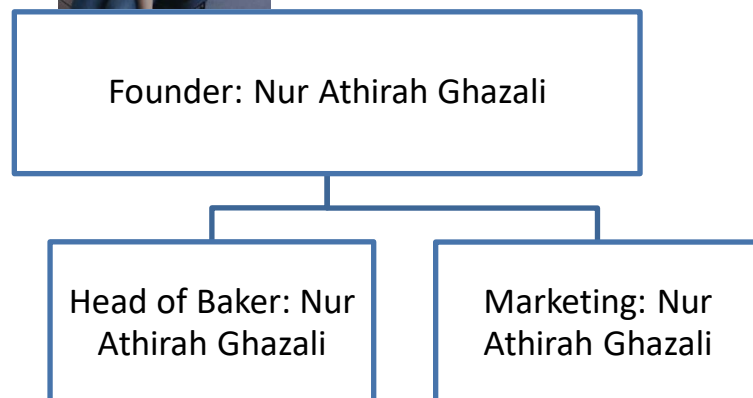 Founder: Nur Athirah Ghazali
Head of Baker: Nur
Athirah Ghazali
Marketing: Nur
Athirah Ghazali